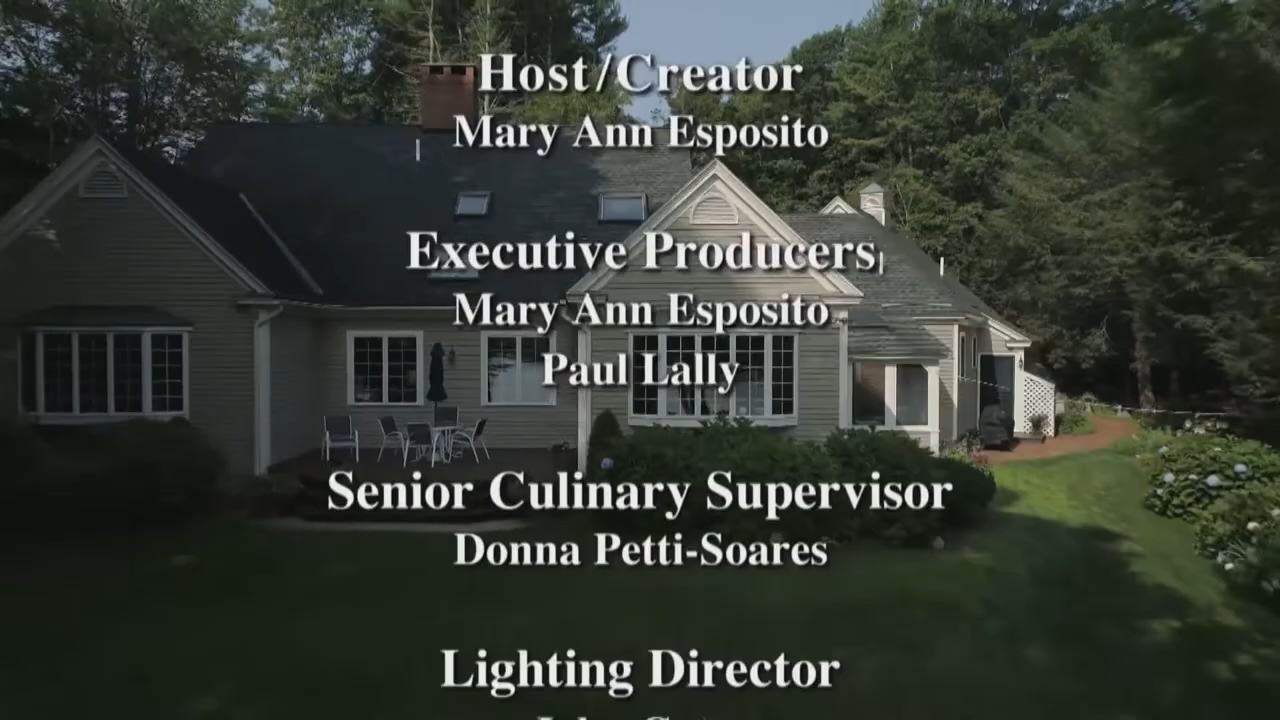 Host/Creator
Mary Ann Esposito
Executive Producers
Mary Ann Esposito
Paul Lally
Senior Culinary Supervisor
Donna Petti-Soares
Lighting Director